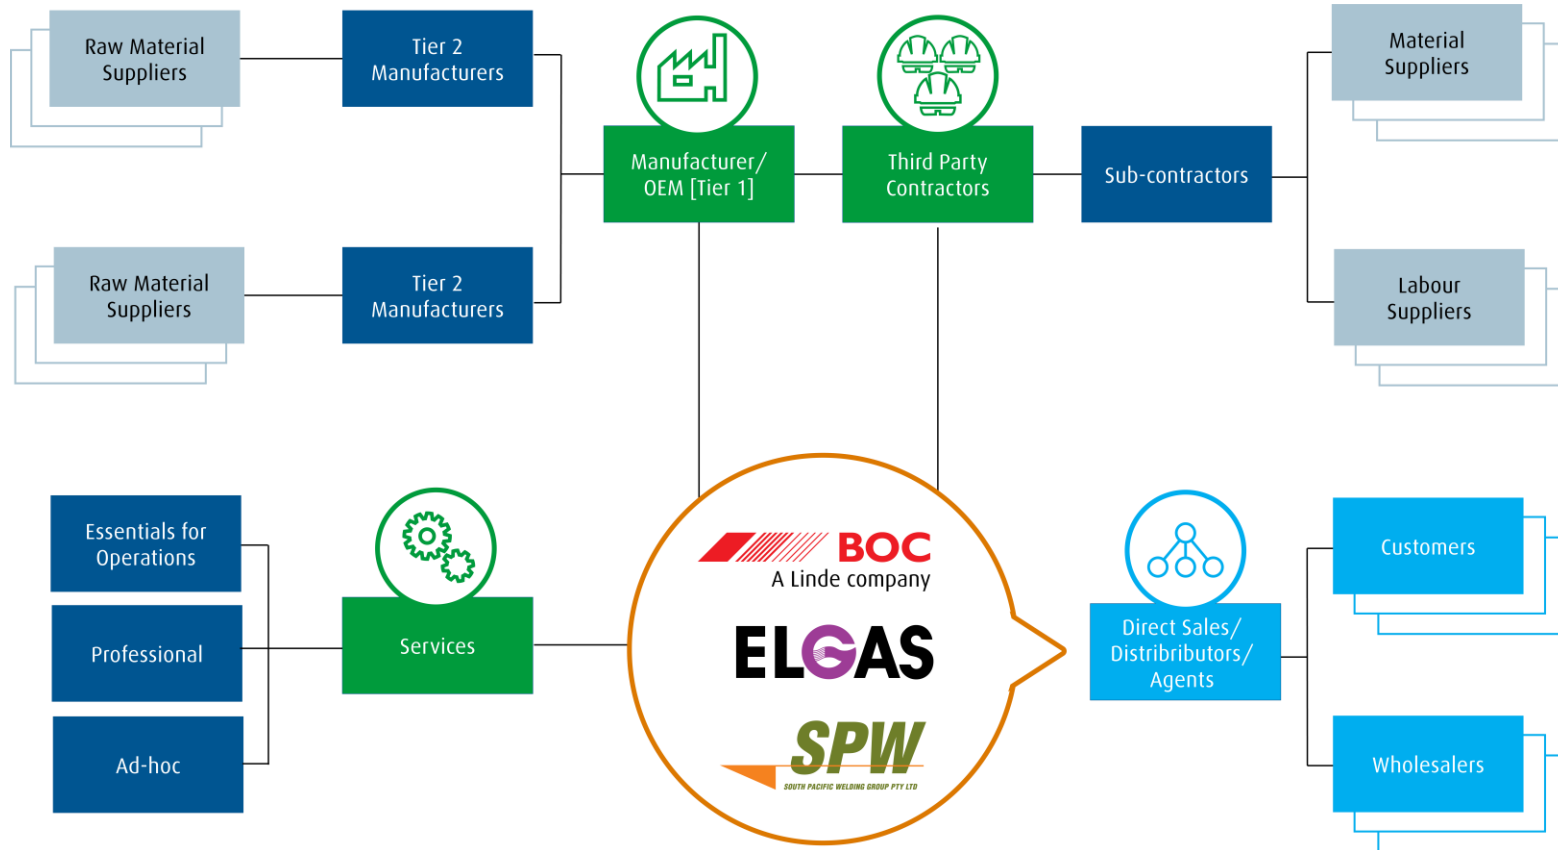 Raw Material
Suppliers
Tier 2
Manufacturers
Manufacturer/
OEM [Tier 1]
Third Party
Contractors
Sub-contractors
Material
Suppliers
Raw Material
Suppliers
Tier 2
Manufacturers
Labour
Suppliers
Essentials for
Operations
Professional
Ad-hoc
Services
BOC
A Linde company
ELGAS
SPW
SOUTH PACIFIC WELDING GROUP PTY LTD
Direct Sales/
Distribributors/
Agents
Customers
Wholesalers